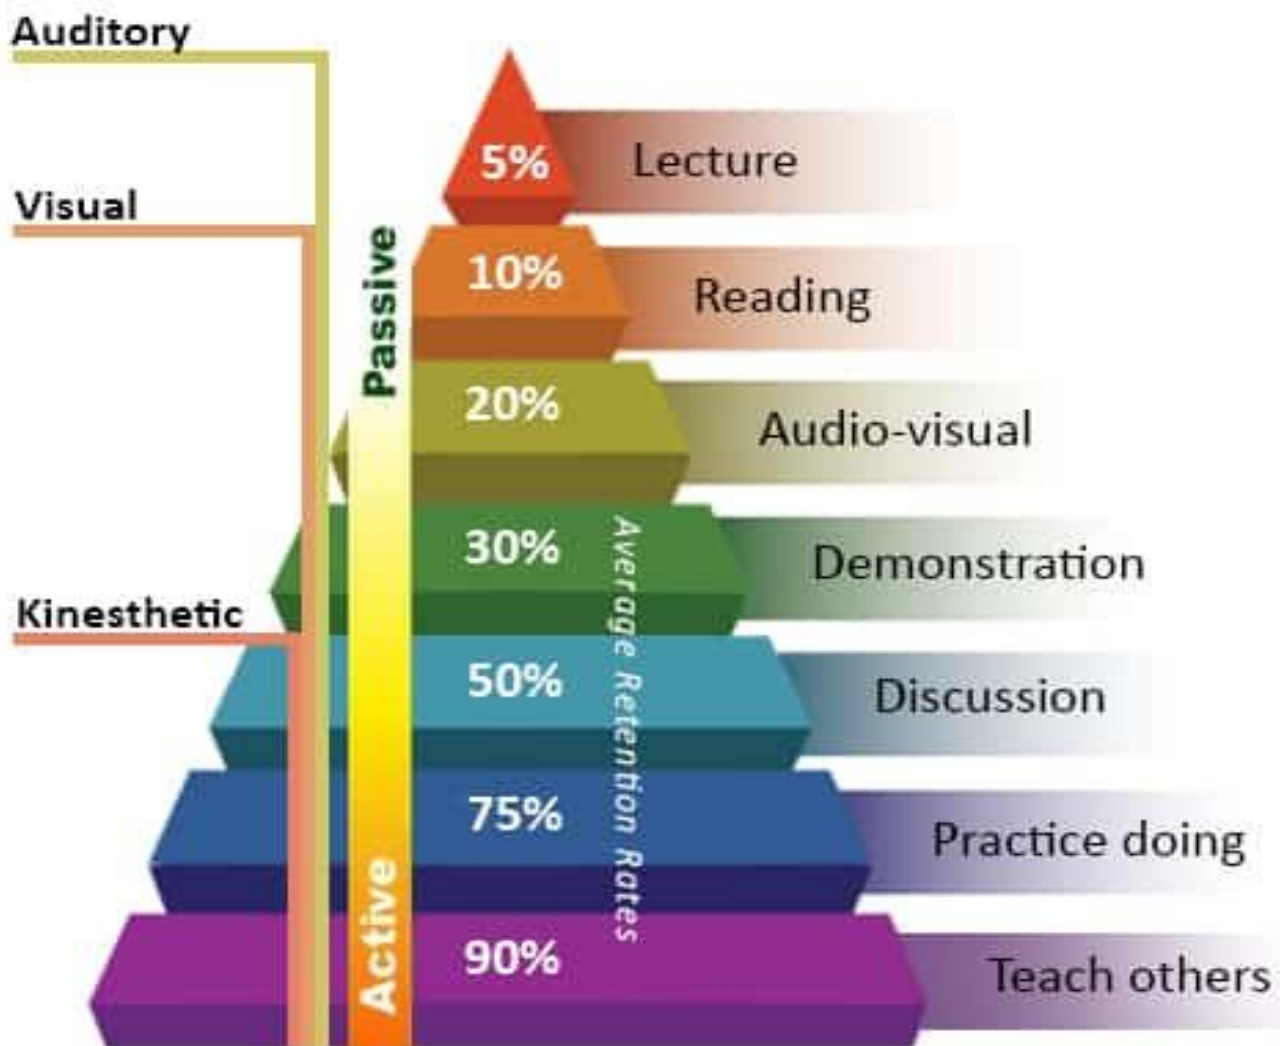 Auditory
5%
Lecture
Visual
Passive
10%
Reading
20%
Audio-visual
30%
Demonstration
Average Retention Rates
Kinesthetic
50%
Discussion
75%
Practice doing
Active
90%
Teach others